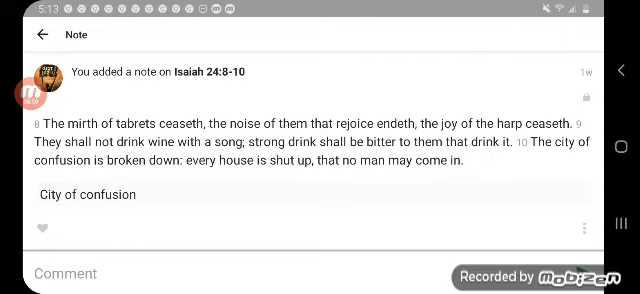 5:13
Note
You added a note on Isaiah 24:8-10
1w
08:58
8 The mirth of tabrets ceaseth, the noise of them that rejoice endeth, the joy of the harp ceaseth. 9
They shall not drink wine with a song; strong drink shall be bitter to them that drink it. 10 The city of
confusion is broken down: every house is shut up, that no man may come in.
City of confusion
Comment
Recorded by mobizen